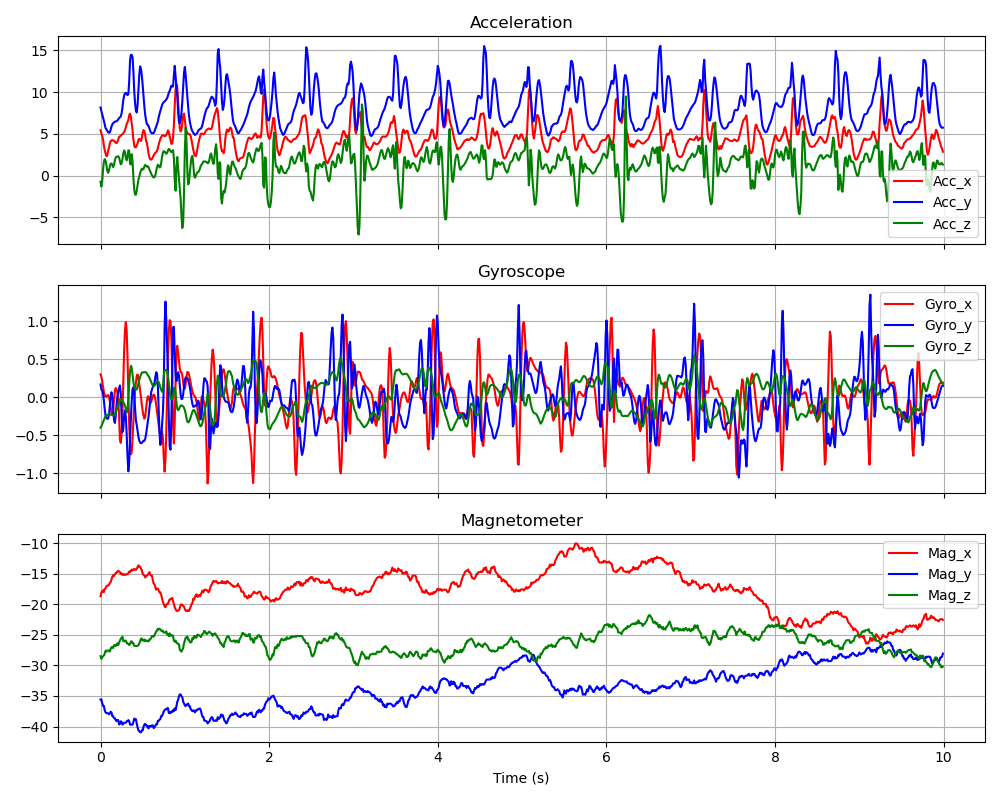 Acceleration
15
10
5
0
−5
Acc_x
Acc_y
Acc_z
Gyroscope
1.0
0.5
0.0
−0.5
−1.0
Gyro_x
Gyro_y
Gyro_z
Magnetometer
−10
−15
−20
−25
−30
−35
−40
Mag_x
Mag_y
Mag_z
0 2 4 6 8 10
Time (s)